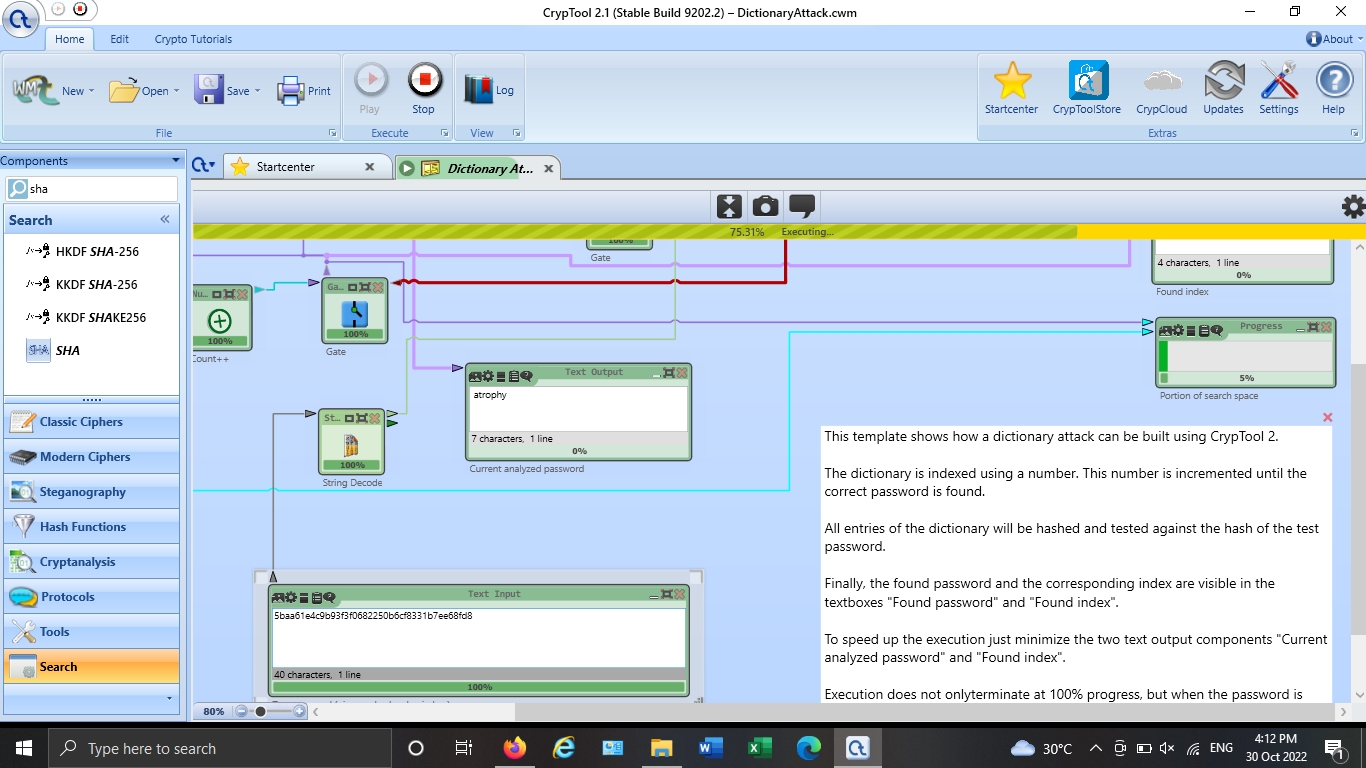 CrypTool 2.1 (Stable Build 9202.2) – DictionaryAttack.cwm
Home Edit Crypto Tutorials About
New Open Save Print Play Stop Log Startcenter CrypToolStore CrypCloud Updates Settings Help
File Execute View Extras
Components
Startcenter Dictionary At...
sha
Search
HKDF SHA-256
KKDF SHA-256
KKDF SHAKE256
SHA
SHA
Classic Ciphers
Modern Ciphers
Steganography
Hash Functions
Cryptanalysis
Protocols
Tools
Search
75.31% Executing...
100%
Gate
4 characters, 1 line
0%
Found index
Nu...
100%
Count++
Ga...
100%
Gate
Progress
5%
Portion of search space
Text Output
atrophy
7 characters, 1 line
0%
Current analyzed password
St...
100%
String Decode
This template shows how a dictionary attack can be built using CrypTool 2.
The dictionary is indexed using a number. This number is incremented until the
correct password is found.
All entries of the dictionary will be hashed and tested against the hash of the test
password.
Finally, the found password and the corresponding index are visible in the
textboxes "Found password" and "Found index".
To speed up the execution just minimize the two text output components "Current
analyzed password" and "Found index".
Execution does not onlyterminate at 100% progress, but when the password is
Text Input
5baa61e4c9b93f3f0682250b6cf8331b7ee68fd8
40 characters, 1 line
100%
80%
Type here to search
30°C ENG 4:12 PM
30 Oct 2022
1